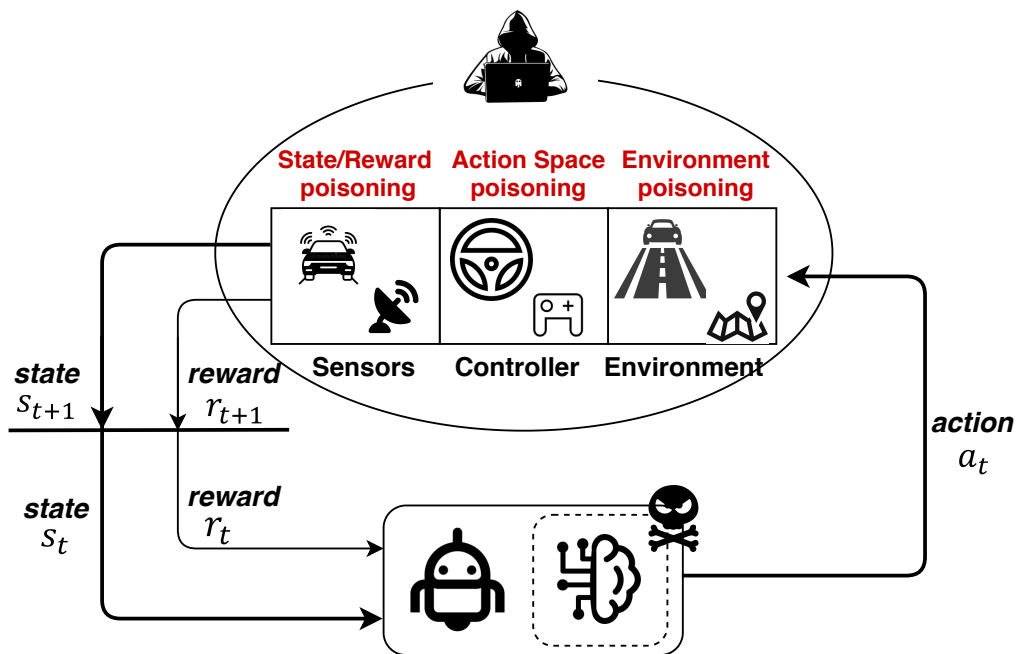 State/Reward poisoning
Action Space poisoning
Environment poisoning
Sensors
Controller
Environment
state
s_{t+1}
reward
r_{t+1}
action
a_t
state
s_t
reward
r_t